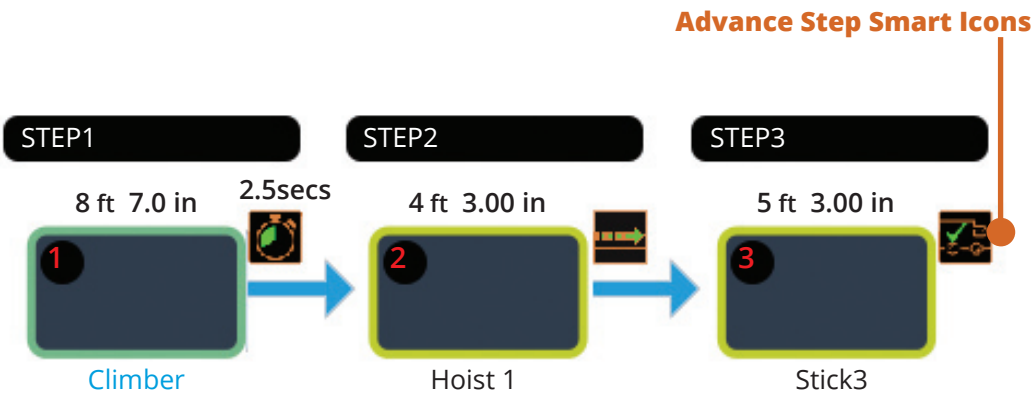 Advance Step Smart Icons
STEP1
STEP2
STEP3
8 ft 7.0 in
2.5secs
4 ft 3.00 in
5 ft 3.00 in
1
2
3
Climber
Hoist 1
Stick3